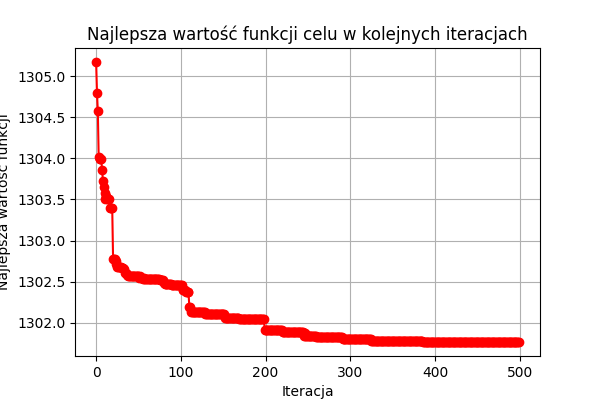 Najlepsza wartość funkcji celu w kolejnych iteracjach
Najlepsza wartość funkcji
1305.0
1304.5
1304.0
1303.5
1303.0
1302.5
1302.0
0 100 200 300 400 500
Iteracja